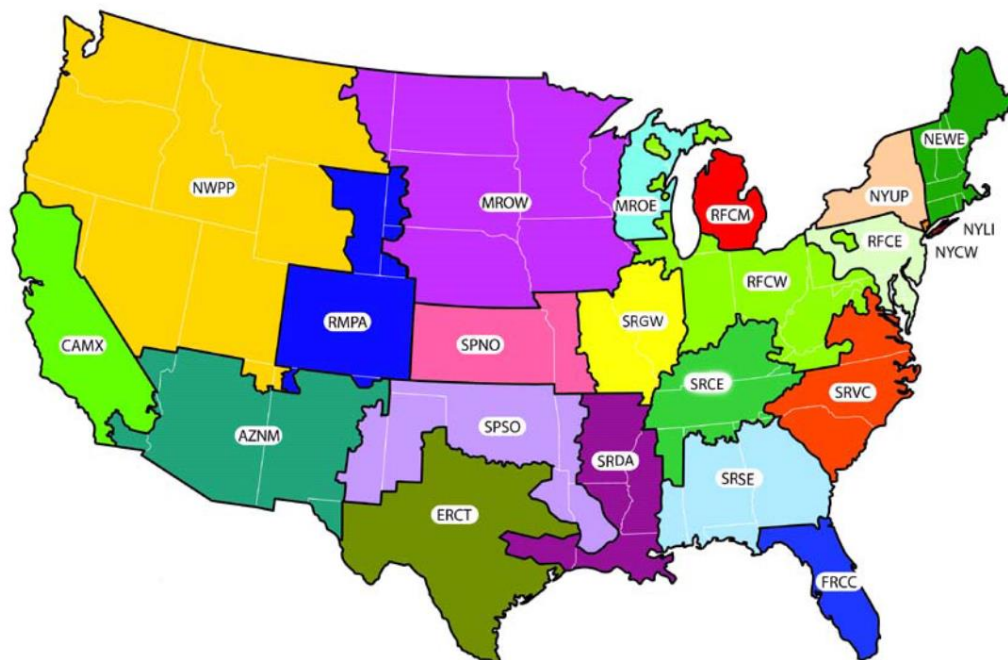 NWPP
MROW
MROE
RFCM
NEWE
NYUP
NYLI
NYCW
RFCE
RFCW
CAMX
RMPA
SPNO
SRGW
SRCE
SRVC
AZNM
SPSO
SRDA
SRSE
ERCT
FRCC